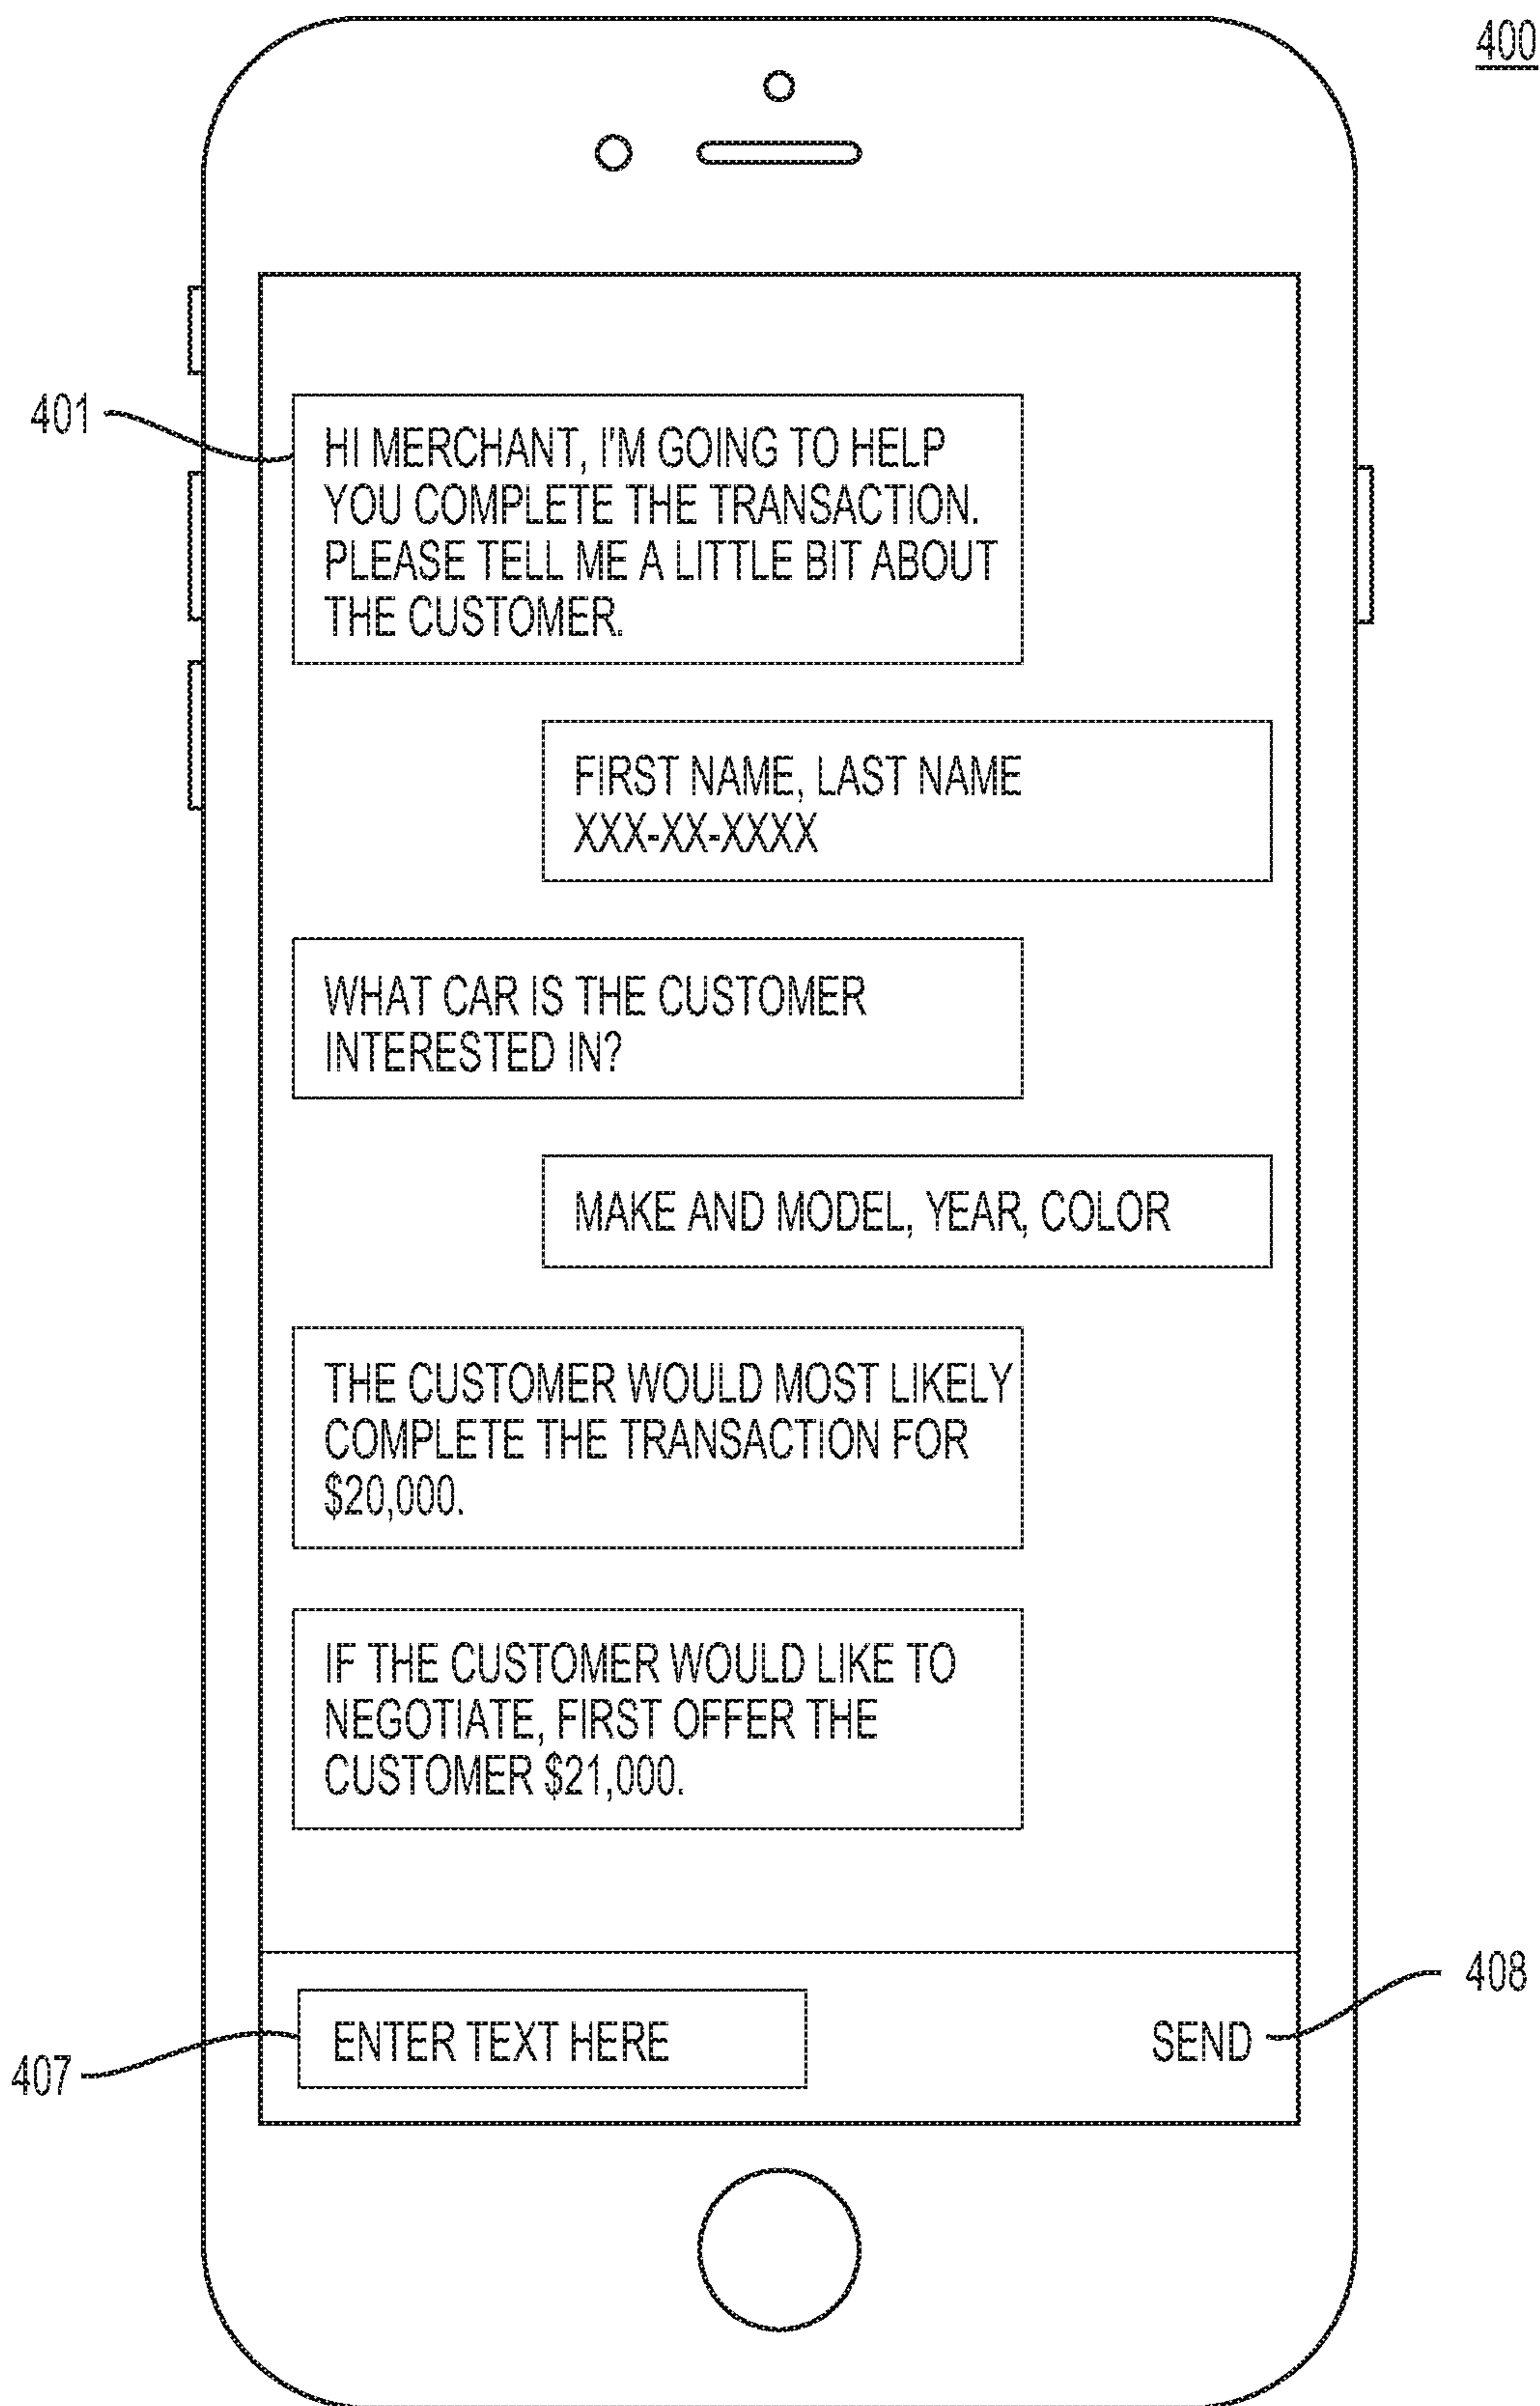 400
401
HI MERCHANT, I'M GOING TO HELP
YOU COMPLETE THE TRANSACTION.
PLEASE TELL ME A LITTLE BIT ABOUT
THE CUSTOMER.
FIRST NAME, LAST NAME
XXX-XX-XXXX
WHAT CAR IS THE CUSTOMER
INTERESTED IN?
MAKE AND MODEL, YEAR, COLOR
THE CUSTOMER WOULD MOST LIKELY
COMPLETE THE TRANSACTION FOR
$20,000.
IF THE CUSTOMER WOULD LIKE TO
NEGOTIATE, FIRST OFFER THE
CUSTOMER $21,000.
408
ENTER TEXT HERE
SEND
407